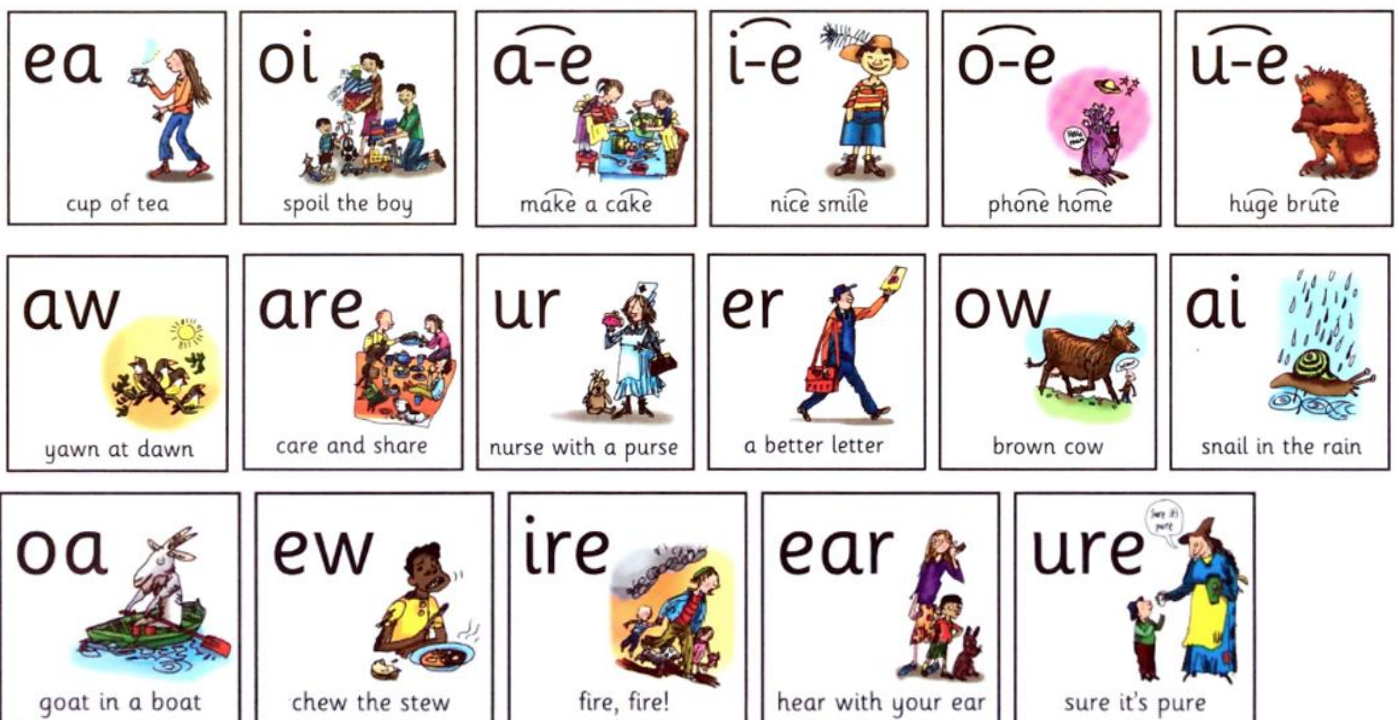 ea
cup of tea
oi
spoil the boy
a-e
make a cake
i-e
nice smile
o-e
Hello mum
phone home
u-e
huge brute
aw
yawn at dawn
are
care and share
ur
nurse with a purse
er
a better letter
ow
brown cow
ai
snail in the rain
oa
goat in a boat
ew
chew the stew
ire
fire, fire!
ear
hear with your ear
ure
Sure it's
pure
sure it's pure